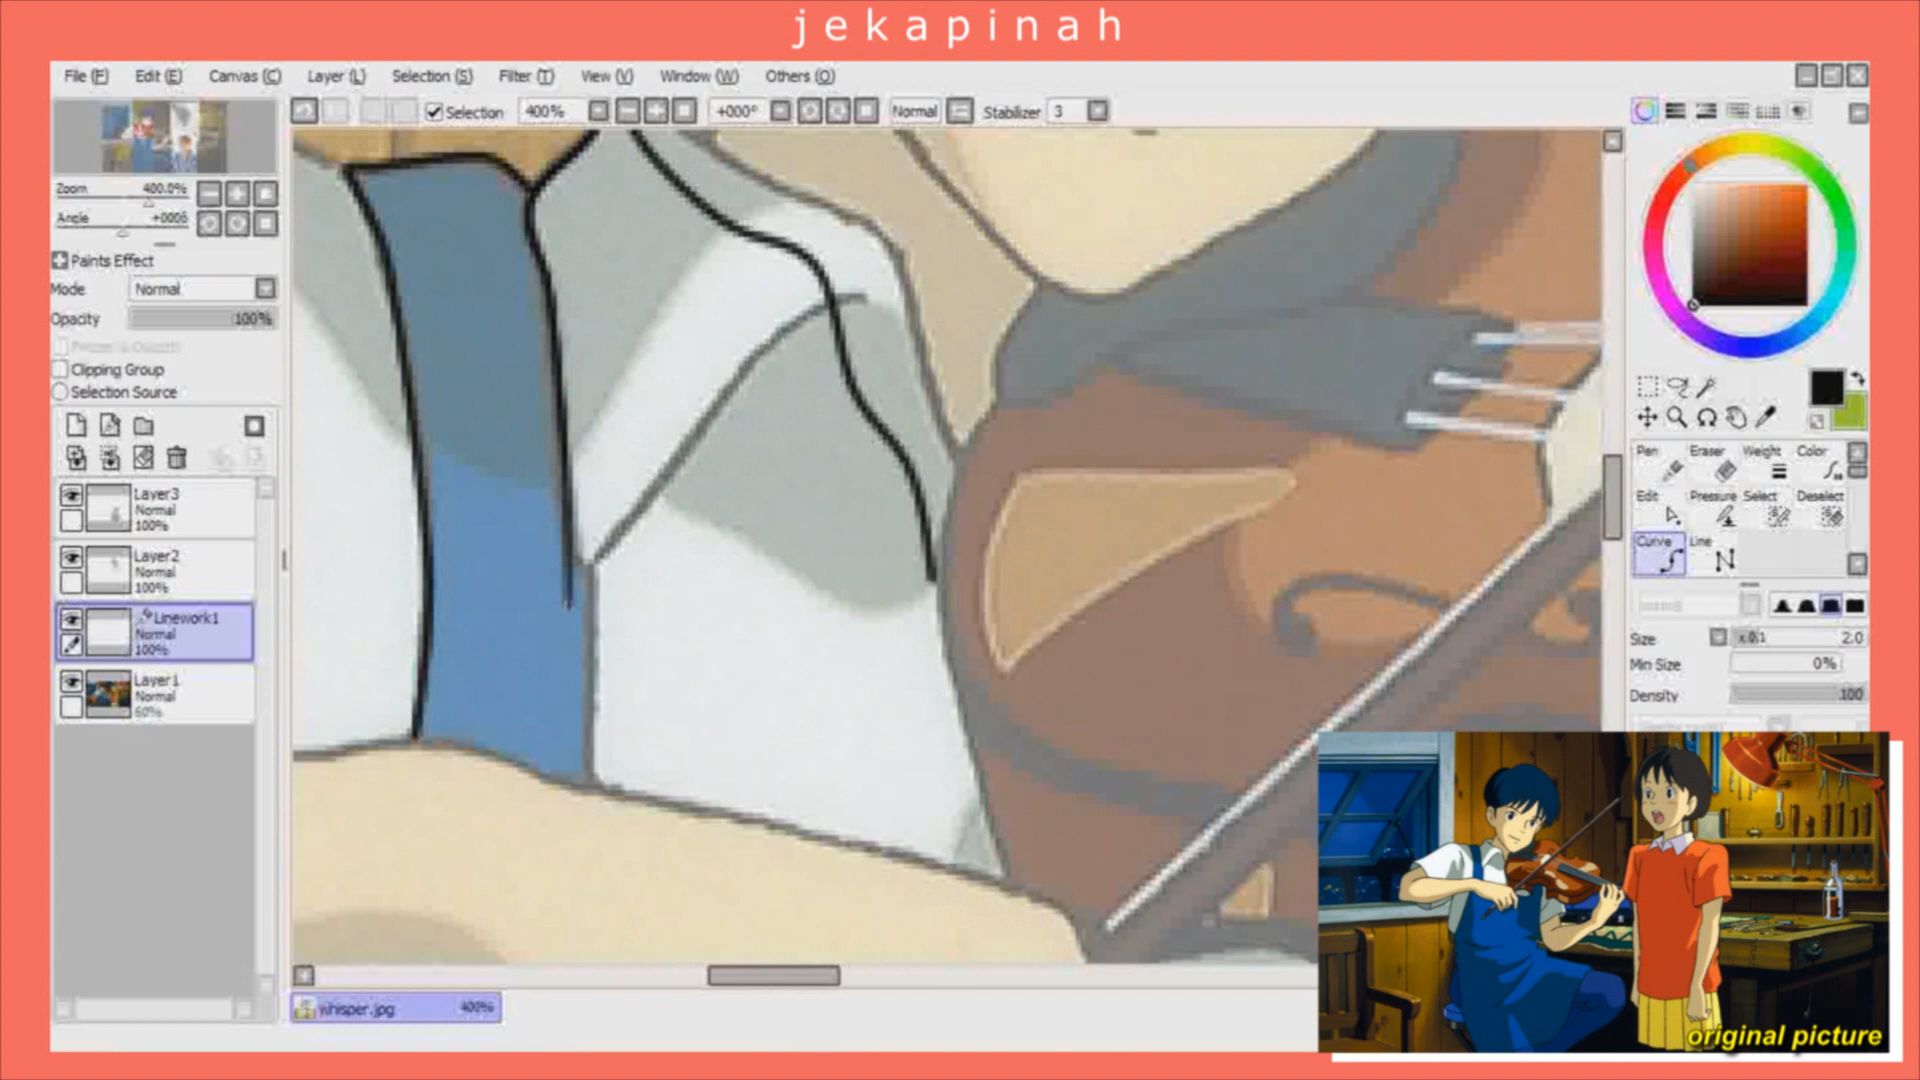 jekapinah
File (F) Edit (E) Canvas (C) Layer (L) Selection (S) Filter (T) View (V) Window (W) Others (O)
Selection 400% +000° Normal Stabilizer 3
Zoom 400.0%
Angle +000δ
Paints Effect
Mode Normal
Opacity 100%
Clipping Group
Selection Source
Layer3
Normal
100%
Layer2
Normal
100%
Linework1
Normal
100%
Layer1
Normal
60%
whisper.jpg 400%
Pen Eraser Weight Color
Edit Pressure Select Deselect
Curve Line
Size x 0.1 2.0
Min Size 0%
Density 100
original picture